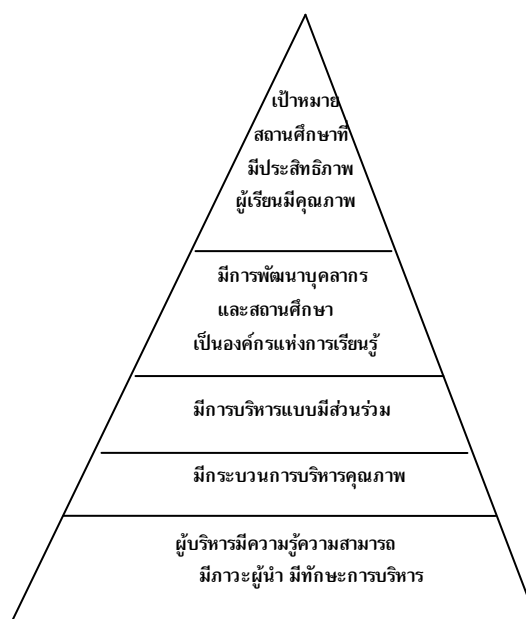 เป้าหมาย
สถานศึกษาที่
มีประสิทธิภาพ
ผู้เรียนมีคุณภาพ
มีการพัฒนาบุคลากร
และสถานศึกษา
เป็นองค์กรแห่งการเรียนรู้
มีการบริหารแบบมีส่วนร่วม
มีกระบวนการบริหารคุณภาพ
ผู้บริหารมีความรู้ความสามารถ
มีภาวะผู้นำ มีทักษะการบริหาร